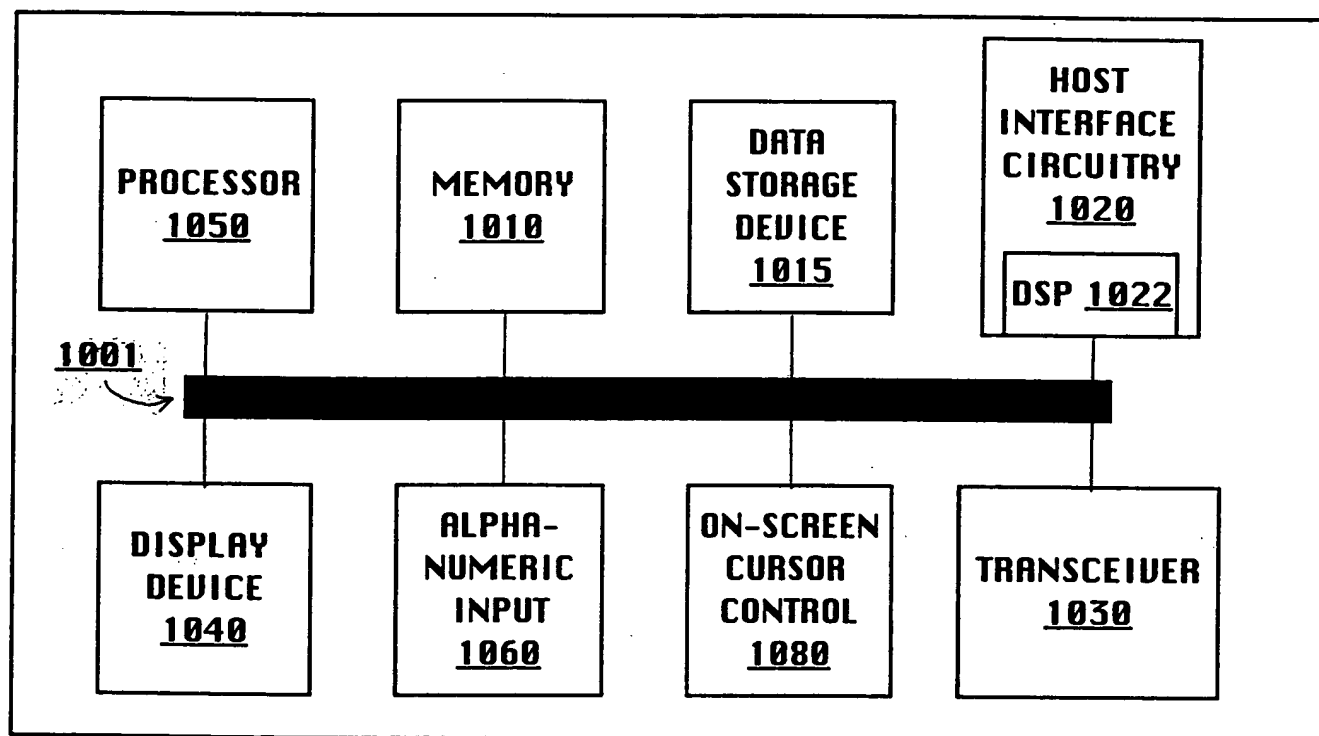 PROCESSOR
1050
MEMORY
1010
DATA
STORAGE
DEVICE
1015
HOST
INTERFACE
CIRCUITRY
1020
DSP 1022
1001
DISPLAY
DEVICE
1040
ALPHA-
NUMERIC
INPUT
1060
ON-SCREEN
CURSOR
CONTROL
1080
TRANSCEIVER
1030